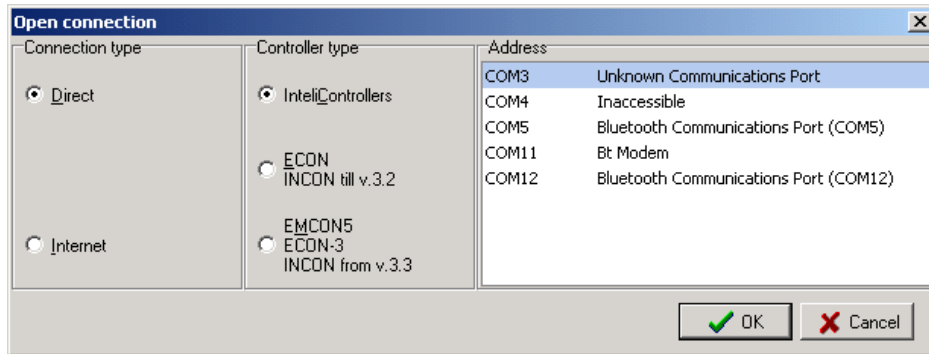 Open connection
Connection type
Direct
Internet
Controller type
InteliControllers
ECON
INCON till v.3.2
EMCON5
ECON-3
INCON from v.3.3
Address
COM3 Unknown Communications Port
COM4 Inaccessible
COM5 Bluetooth Communications Port (COM5)
COM11 Bt Modem
COM12 Bluetooth Communications Port (COM12)
OK
Cancel